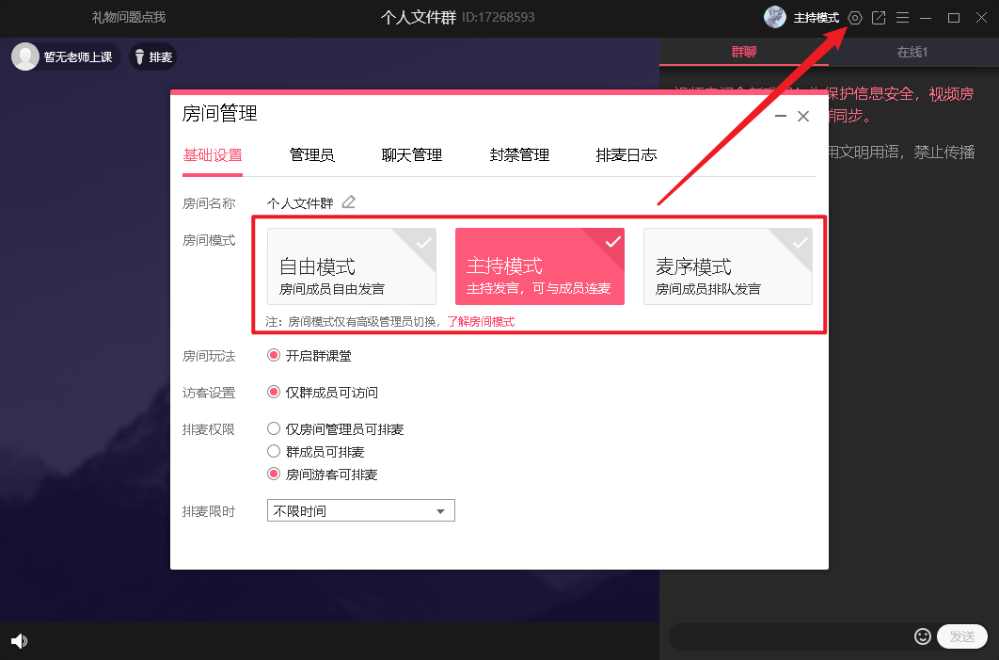 礼物问题点我
个人文件群 ID:17268593
主持模式
暂无老师上课
排麦
群聊
在线1
保护信息安全，视频房
同步。
用文明用语，禁止传播
房间管理
基础设置
管理员
聊天管理
封禁管理
排麦日志
房间名称
个人文件群
房间模式
自由模式
房间成员自由发言
主持模式
主持发言，可与成员连麦
麦序模式
房间成员排队发言
注：房间模式仅有高级管理员切换，了解房间模式
房间玩法
开启群课堂
访客设置
仅群成员可访问
排麦权限
仅房间管理员可排麦
群成员可排麦
房间游客可排麦
排麦限时
不限时间
发送